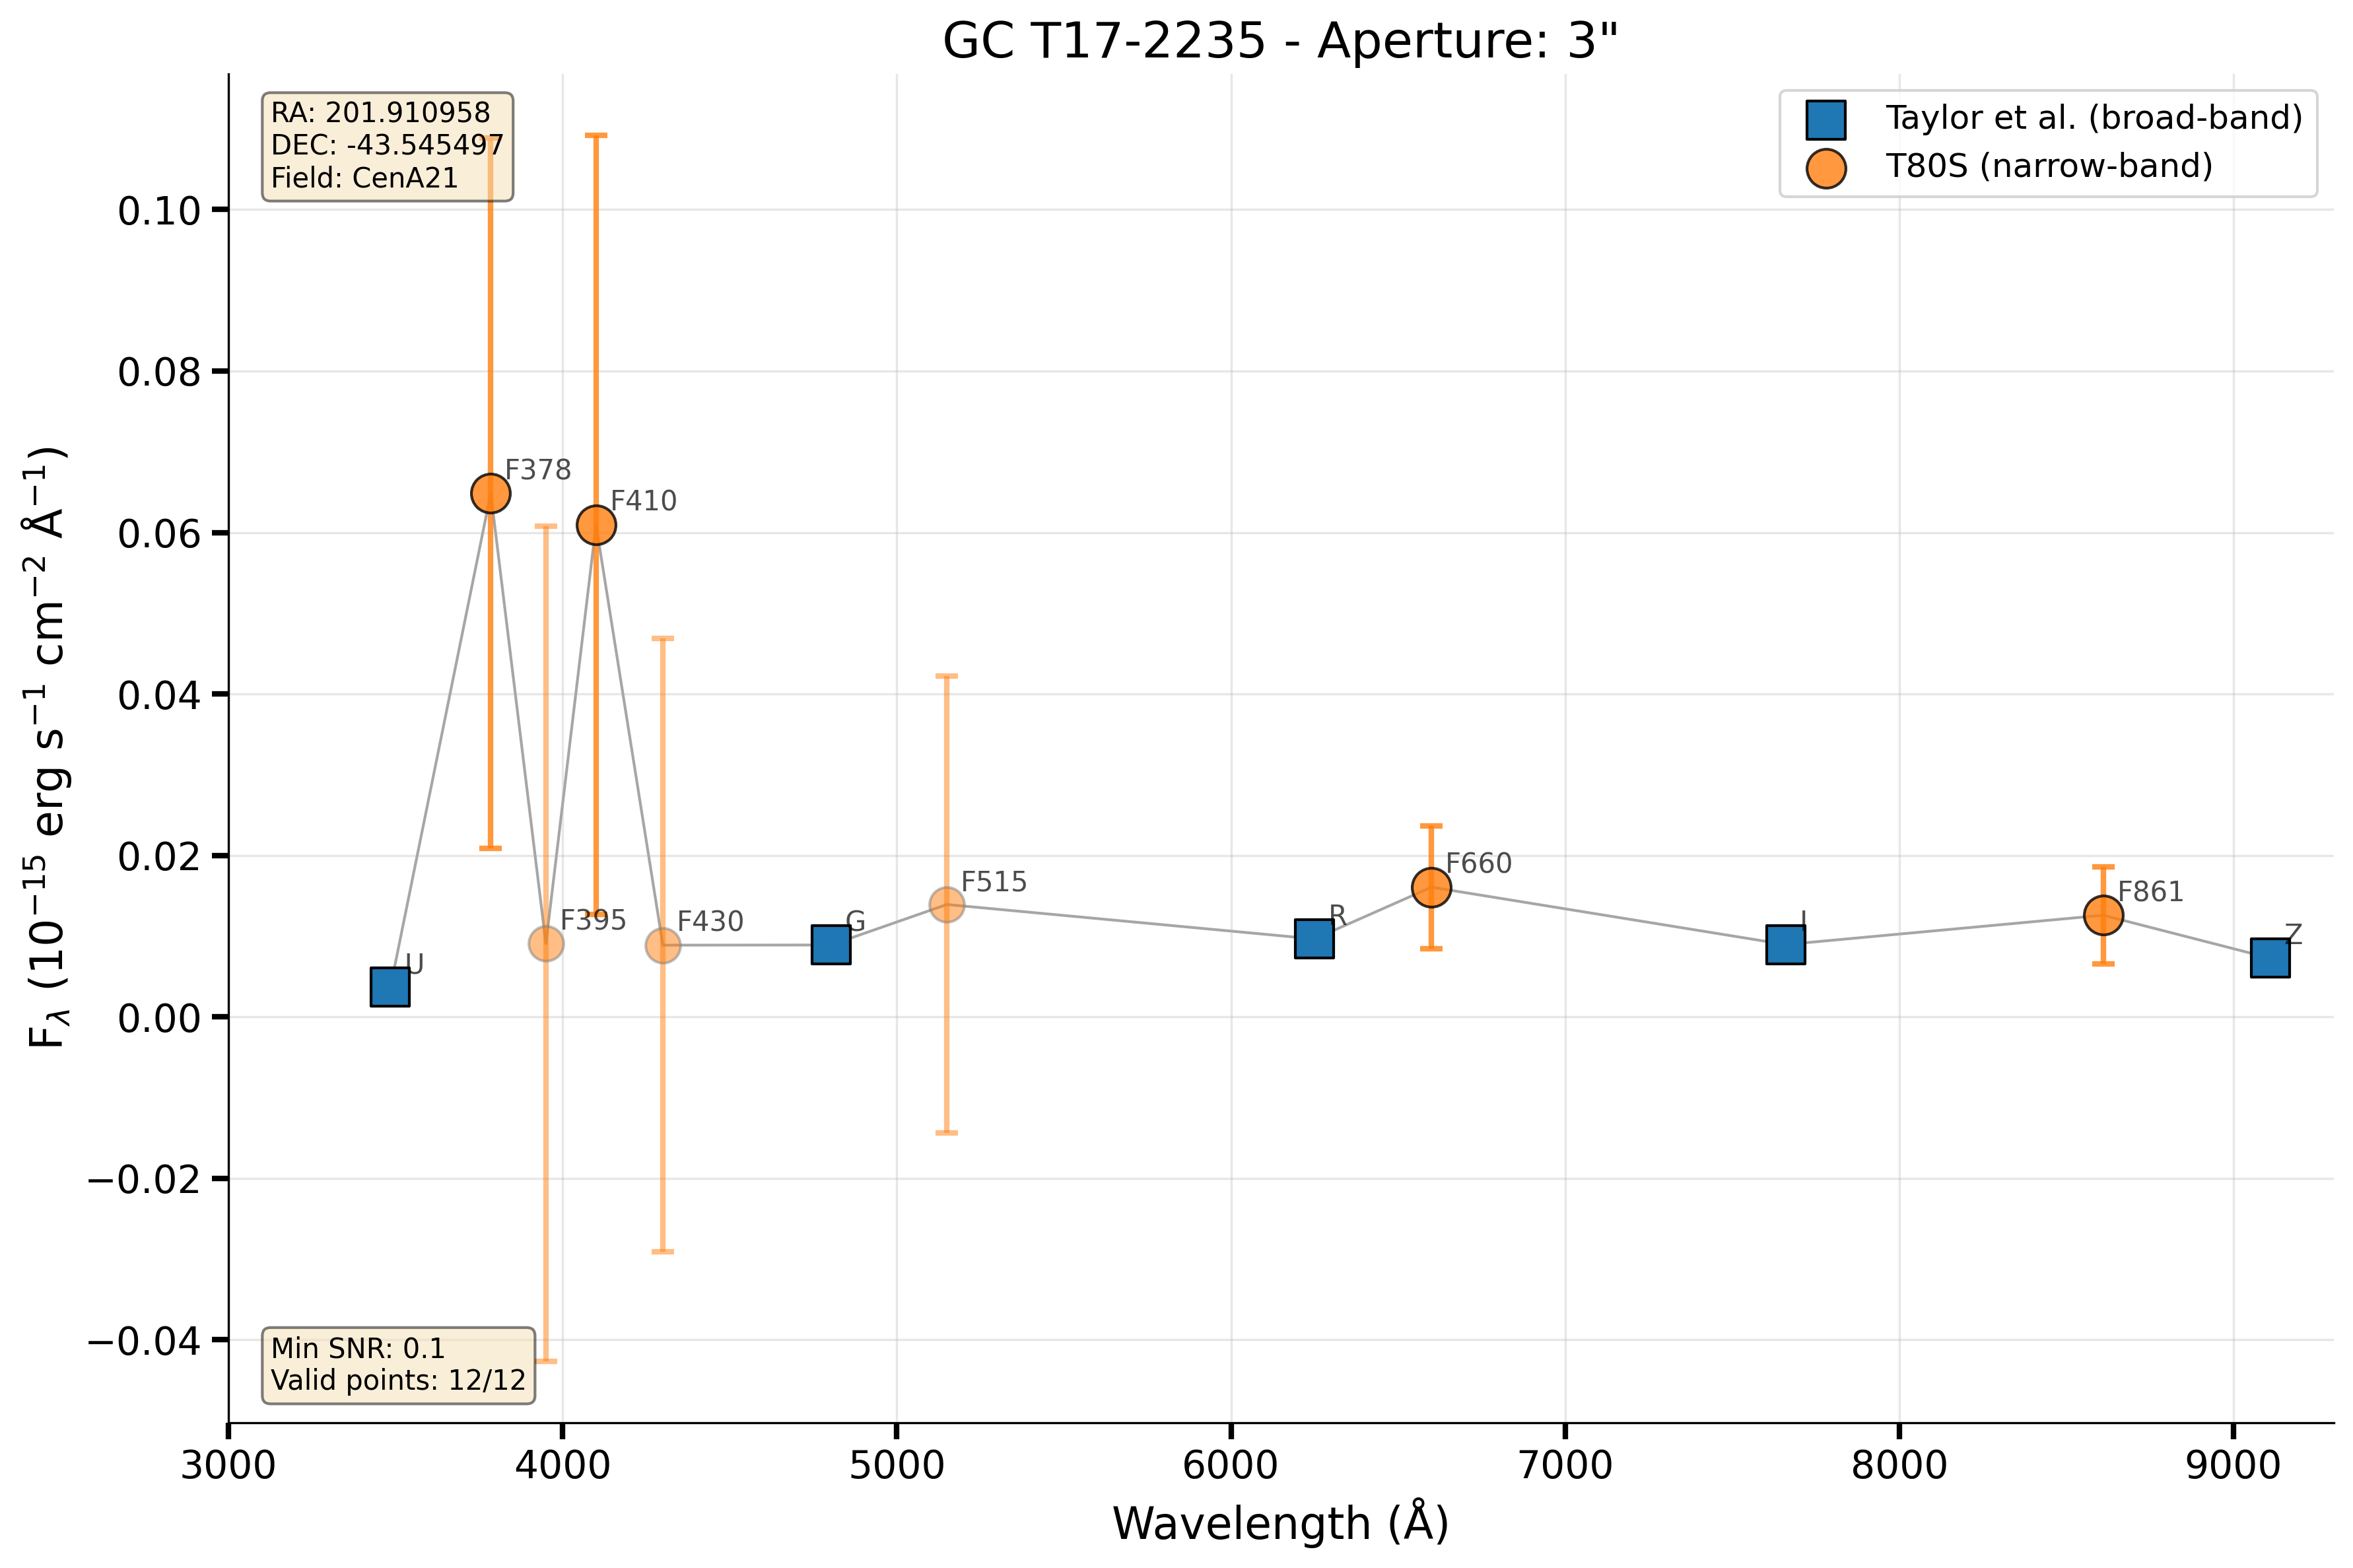 GC T17-2235 - Aperture: 3"
RA: 201.910958
DEC: -43.545497
Field: CenA21
Taylor et al. (broad-band)
T80S (narrow-band)
F_λ (10⁻¹⁵ erg s⁻¹ cm⁻² Å⁻¹)
0.10
0.08
0.06
0.04
0.02
0.00
−0.02
−0.04
U
F378
F395
F410
F430
G
F515
R
F660
I
F861
Z
Min SNR: 0.1
Valid points: 12/12
3000 4000 5000 6000 7000 8000 9000
Wavelength (Å)